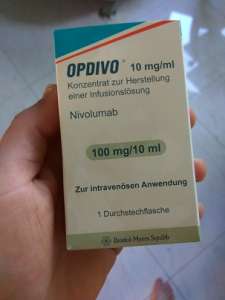 OPDIVO® 10 mg/ml
Konzentrat zur Herstellung
einer Infusionslösung
Nivolumab
100 mg/10 ml
Zur intravenösen Anwendung
1 Durchstechflasche
Bristol-Myers Squibb